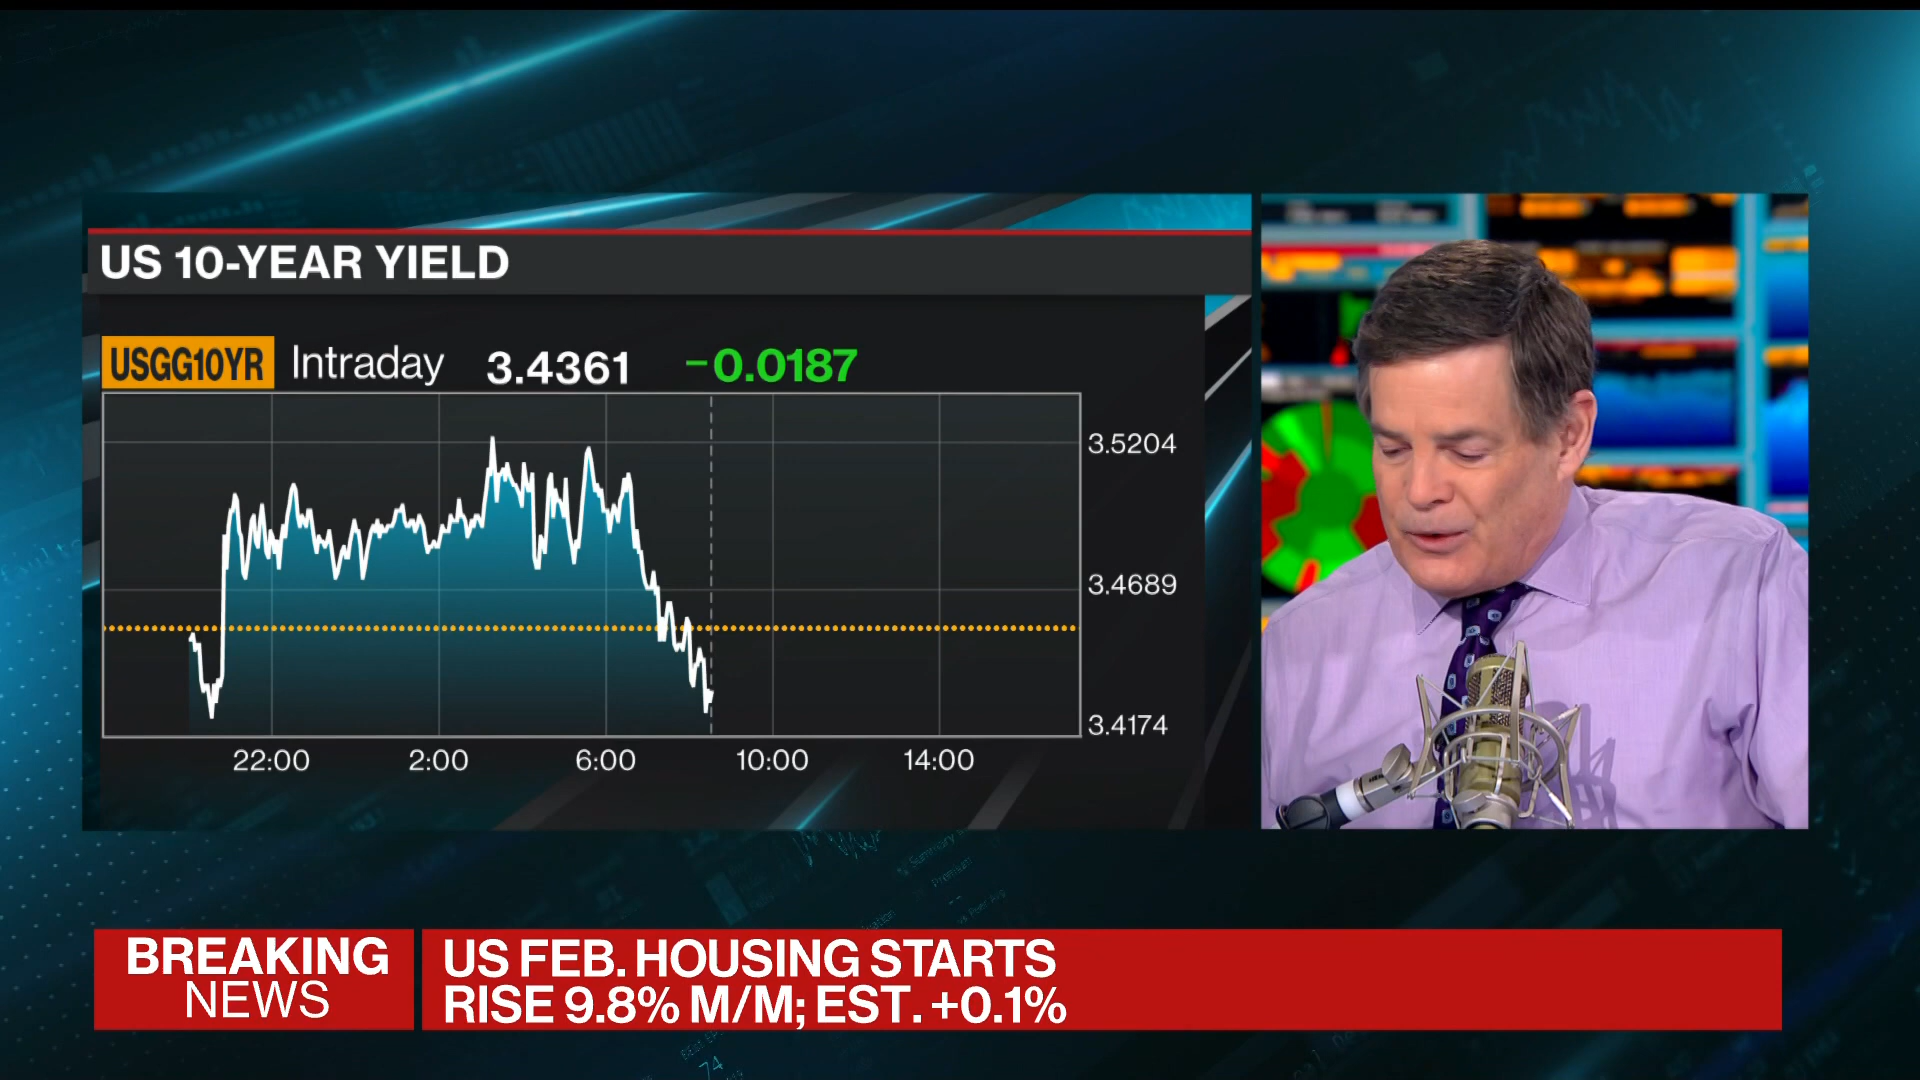 US 10-YEAR YIELD
USGG10YR Intraday 3.4361 -0.0187
3.5204
3.4689
3.4174
22:00 2:00 6:00 10:00 14:00
BREAKING
NEWS
US FEB. HOUSING STARTS
RISE 9.8% M/M; EST. +0.1%